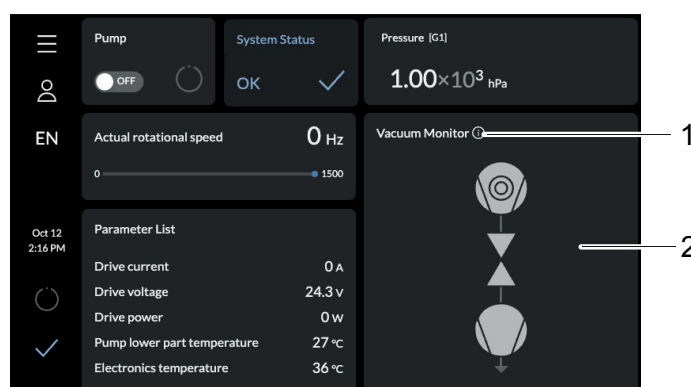 Pump
OFF
System Status
OK
Pressure [G1]
1.00×10³ hPa
EN
Actual rotational speed 0 Hz
0 1500
Vacuum Monitor
1
2
Oct 12
2:16 PM
Parameter List
Drive current 0 A
Drive voltage 24.3 V
Drive power 0 W
Pump lower part temperature 27 °C
Electronics temperature 36 °C